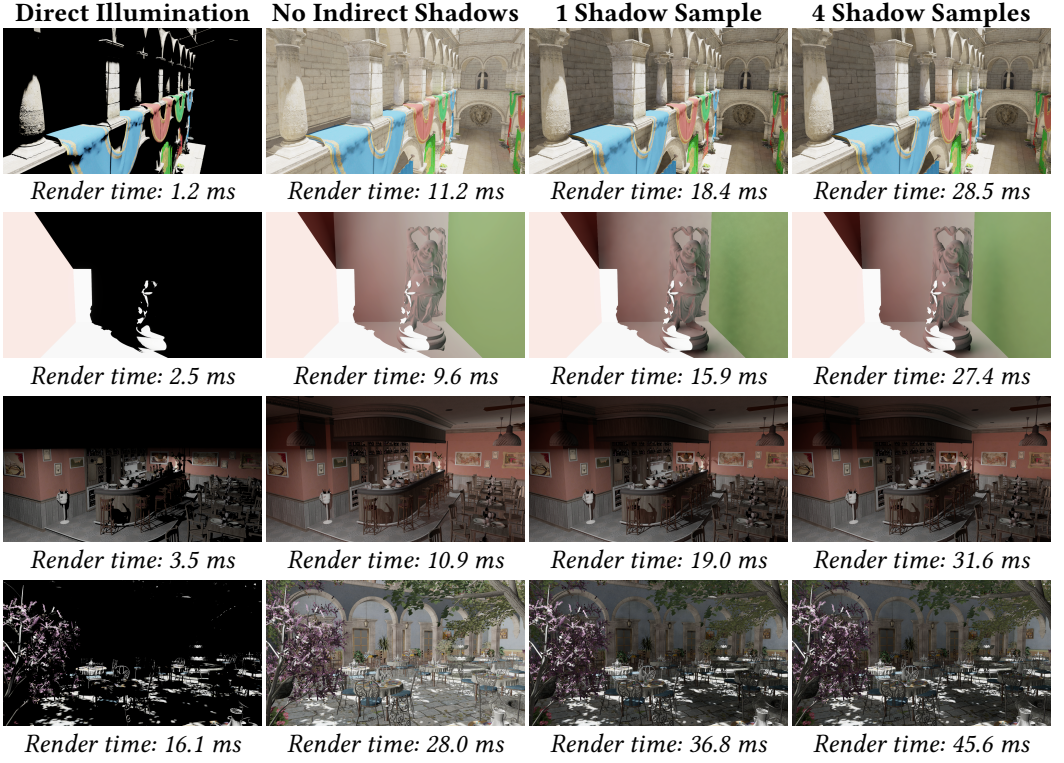 Direct Illumination No Indirect Shadows 1 Shadow Sample 4 Shadow Samples
Render time: 1.2 ms Render time: 11.2 ms Render time: 18.4 ms Render time: 28.5 ms
Render time: 2.5 ms Render time: 9.6 ms Render time: 15.9 ms Render time: 27.4 ms
Render time: 3.5 ms Render time: 10.9 ms Render time: 19.0 ms Render time: 31.6 ms
Render time: 16.1 ms Render time: 28.0 ms Render time: 36.8 ms Render time: 45.6 ms